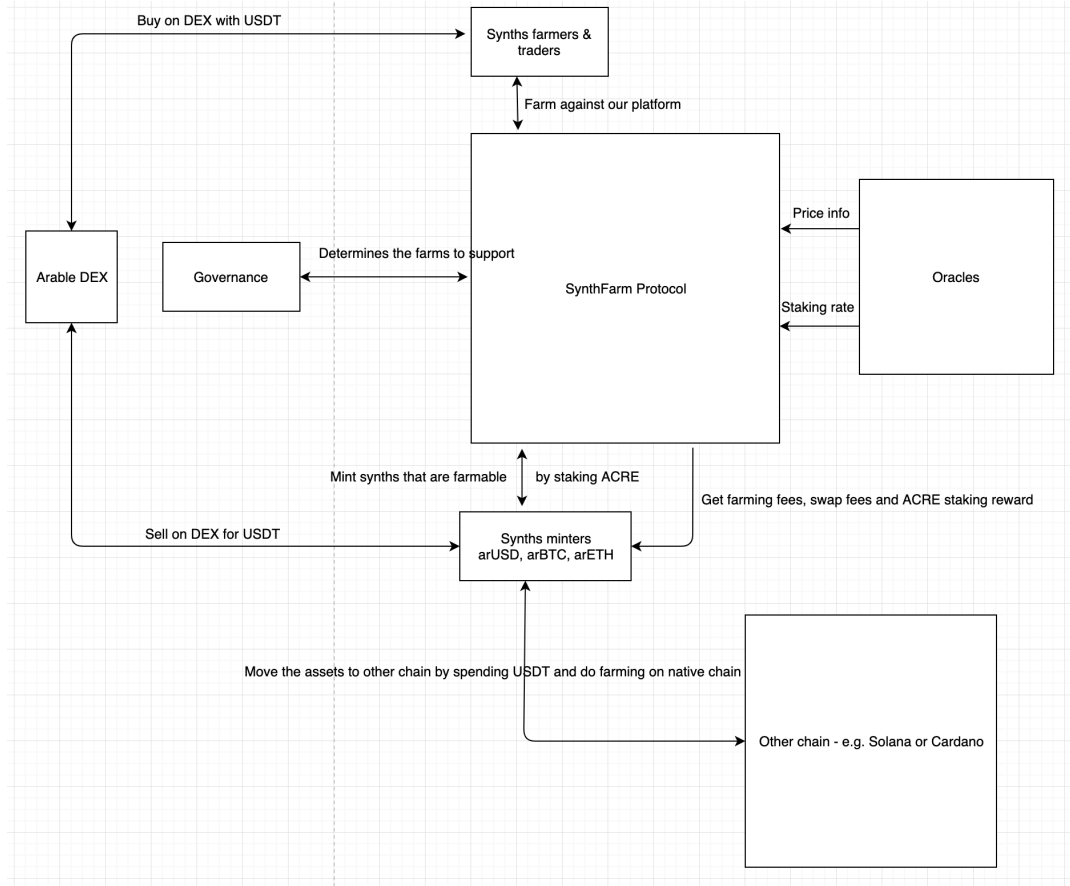 Buy on DEX with USDT
Synths farmers &
traders
Farm against our platform
Price info
Determines the farms to support
Arable DEX
Governance
SynthFarm Protocol
Oracles
Staking rate
Mint synths that are farmable
by staking ACRE
Get farming fees, swap fees and ACRE staking reward
Sell on DEX for USDT
Synths minters
arUSD, arBTC, arETH
Move the assets to other chain by spending USDT and do farming on native chain
Other chain - e.g. Solana or Cardano